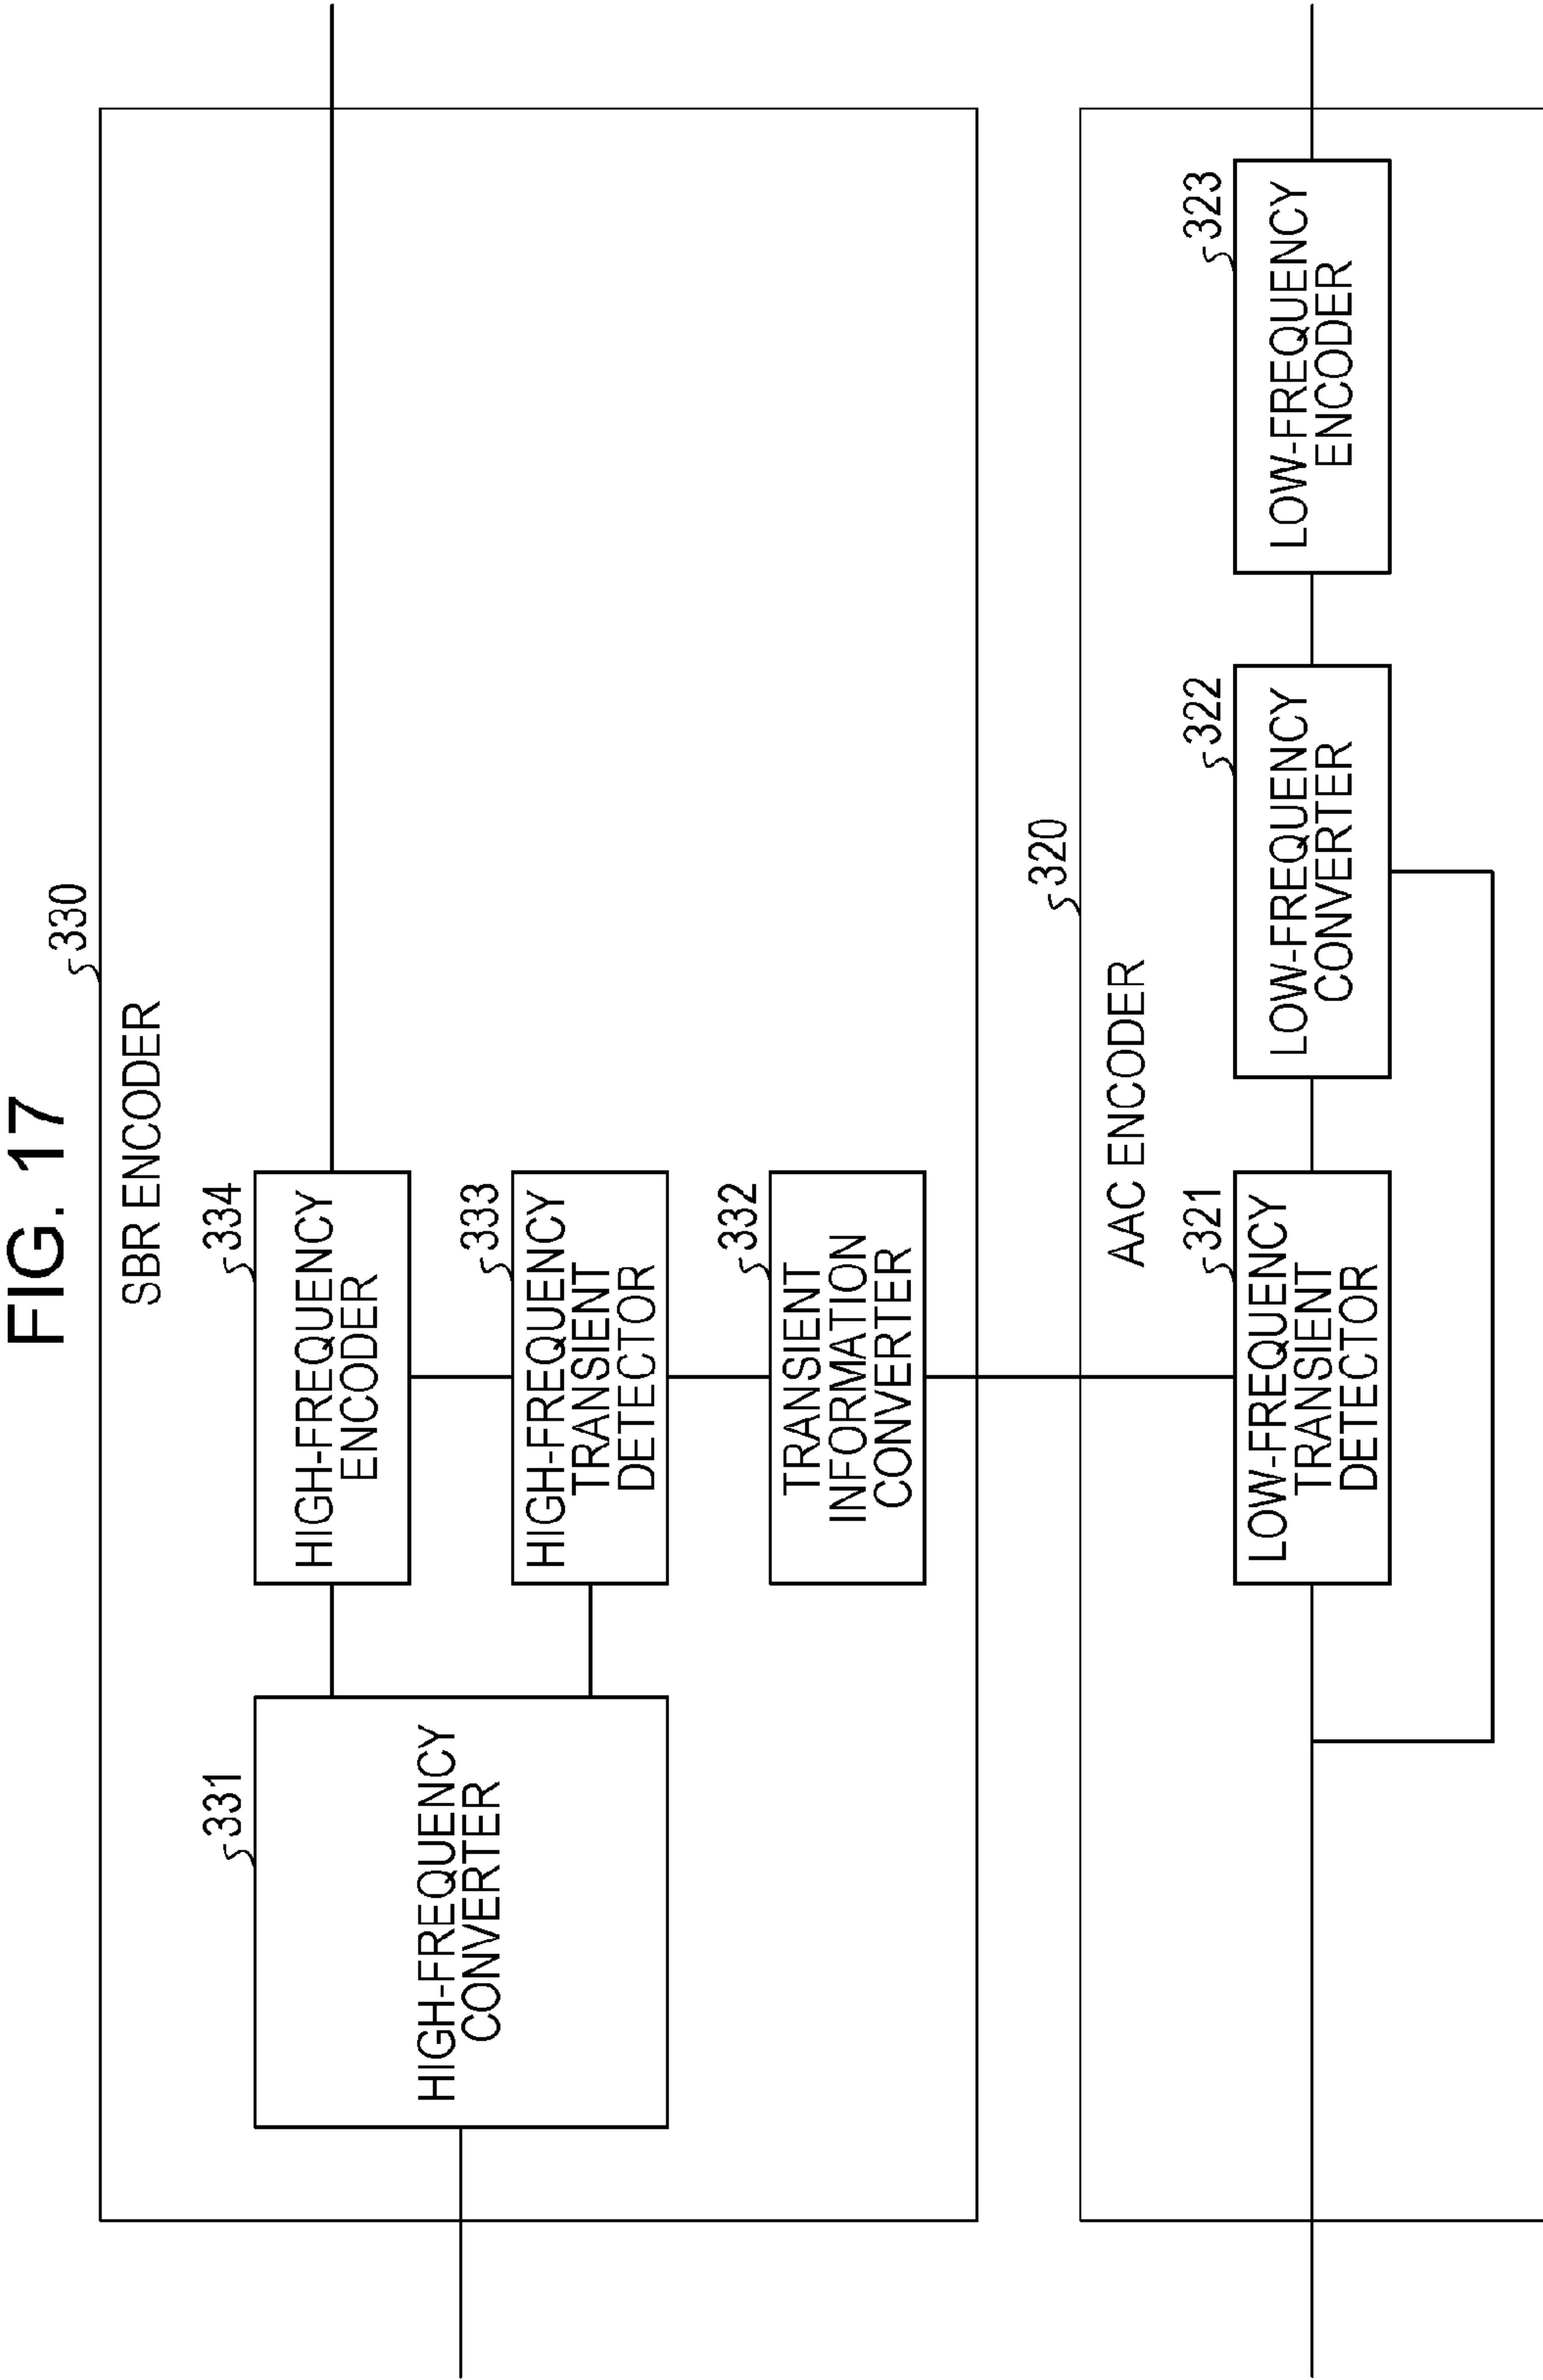 FIG. 17
330
SBR ENCODER
331
HIGH-FREQUENCY
CONVERTER
334
HIGH-FREQUENCY
ENCODER
333
HIGH-FREQUENCY
TRANSIENT
DETECTOR
332
TRANSIENT
INFORMATION
CONVERTER
320
AAC ENCODER
321
LOW-FREQUENCY
TRANSIENT
DETECTOR
322
LOW-FREQUENCY
CONVERTER
323
LOW-FREQUENCY
ENCODER